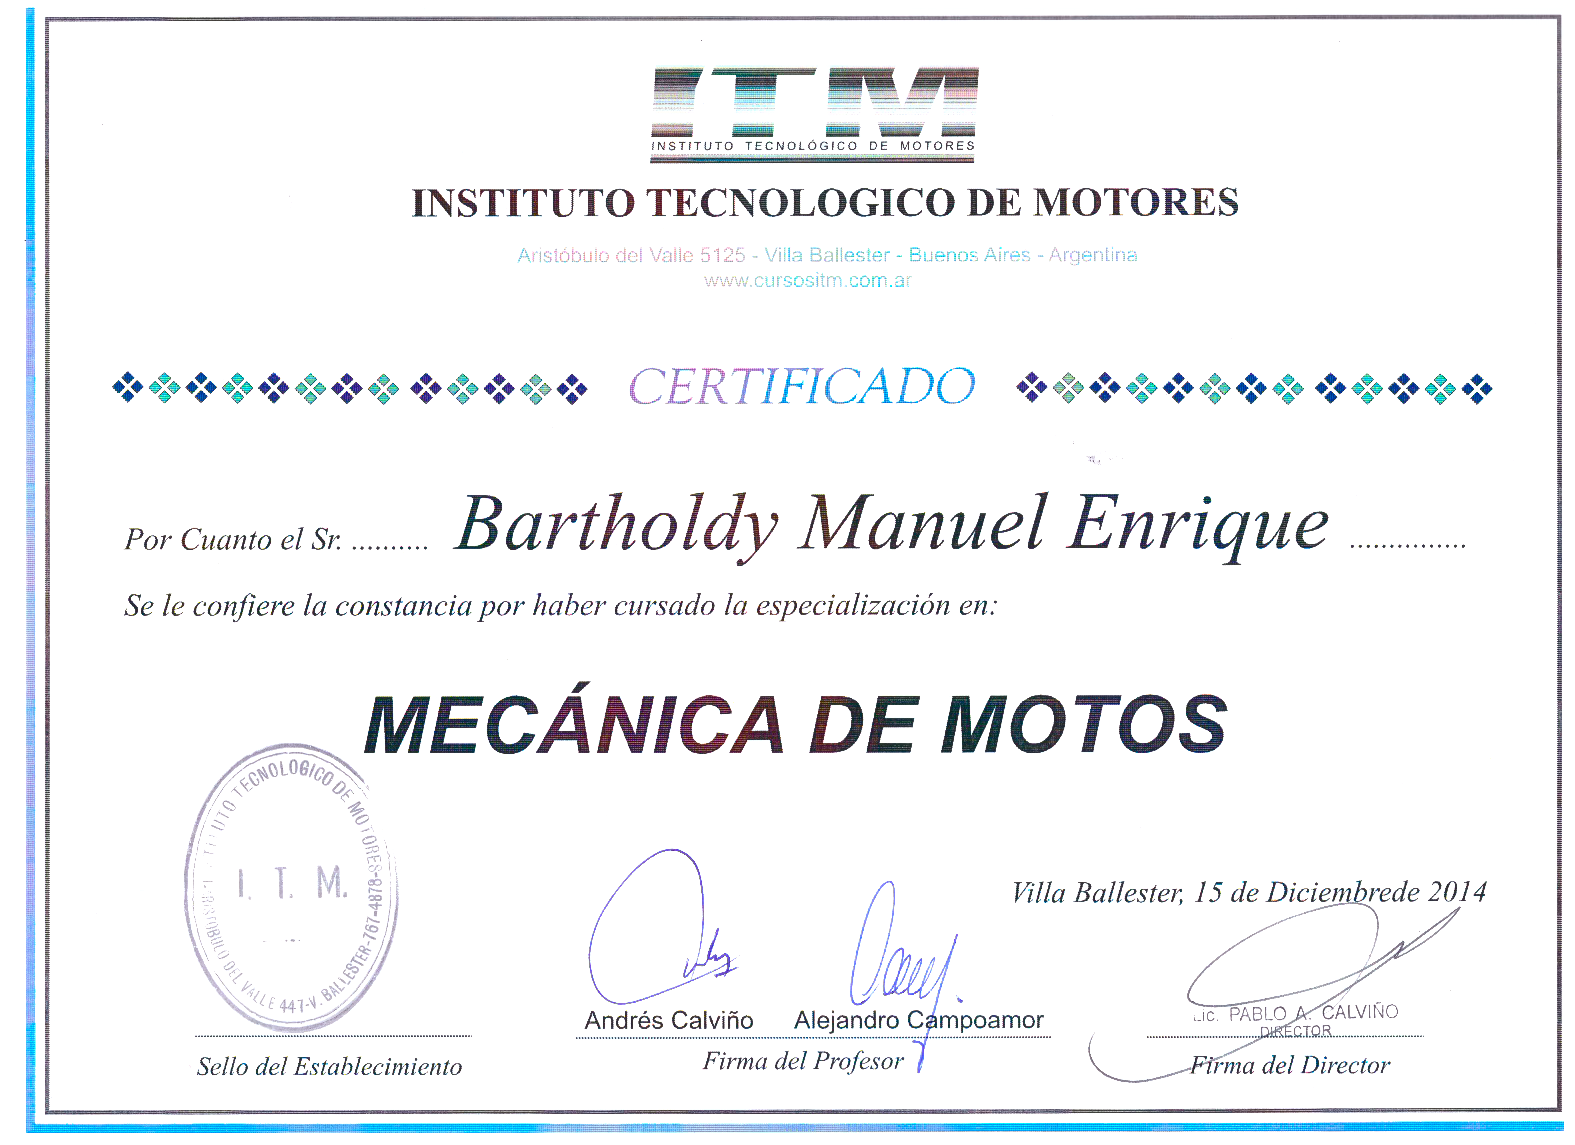 ITM
INSTITUTO TECNOLÓGICO DE MOTORES
INSTITUTO TECNOLOGICO DE MOTORES
Aristóbulo del Valle 5125 - Villa Ballester - Buenos Aires - Argentina
www.cursositm.com.ar
CERTIFICADO
Por Cuanto el Sr. .......... Bartholdy Manuel Enrique ...............
Se le confiere la constancia por haber cursado la especialización en:
MECÁNICA DE MOTOS
TECNOLOGICO DE MOTORES
DEL VALLE 447-V. BALLESTER-767-4878
I. T. M.
Villa Ballester, 15 de Diciembrede 2014
Andrés Calviño Alejandro Campoamor
Lic. PABLO A. CALVIÑO
DIRECTOR
Sello del Establecimiento Firma del Profesor Firma del Director